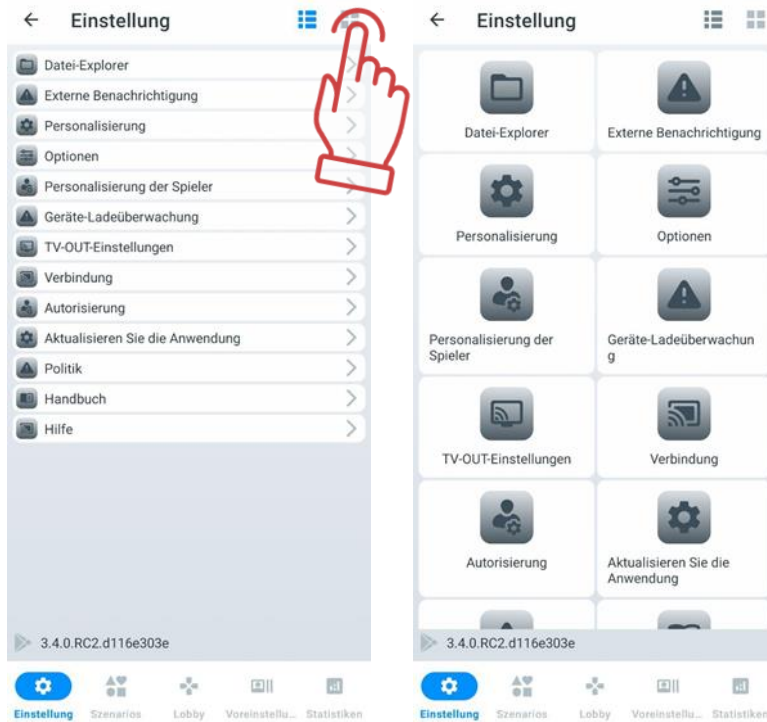 Einstellung
Datei-Explorer
Externe Benachrichtigung
Personalisierung
Optionen
Personalisierung der Spieler
Geräte-Ladeüberwachung
TV-OUT-Einstellungen
Verbindung
Autorisierung
Aktualisieren Sie die Anwendung
Politik
Handbuch
Hilfe
3.4.0.RC2.d116e303e
Einstellung Szenarios Lobby Voreinstellu... Statistiken
Einstellung
Datei-Explorer Externe Benachrichtigung
Personalisierung Optionen
Personalisierung der Geräte-Ladeüberwachun
Spieler g
TV-OUT-Einstellungen Verbindung
Autorisierung Aktualisieren Sie die
Anwendung
3.4.0.RC2.d116e303e
Einstellung Szenarios Lobby Voreinstellu... Statistiken